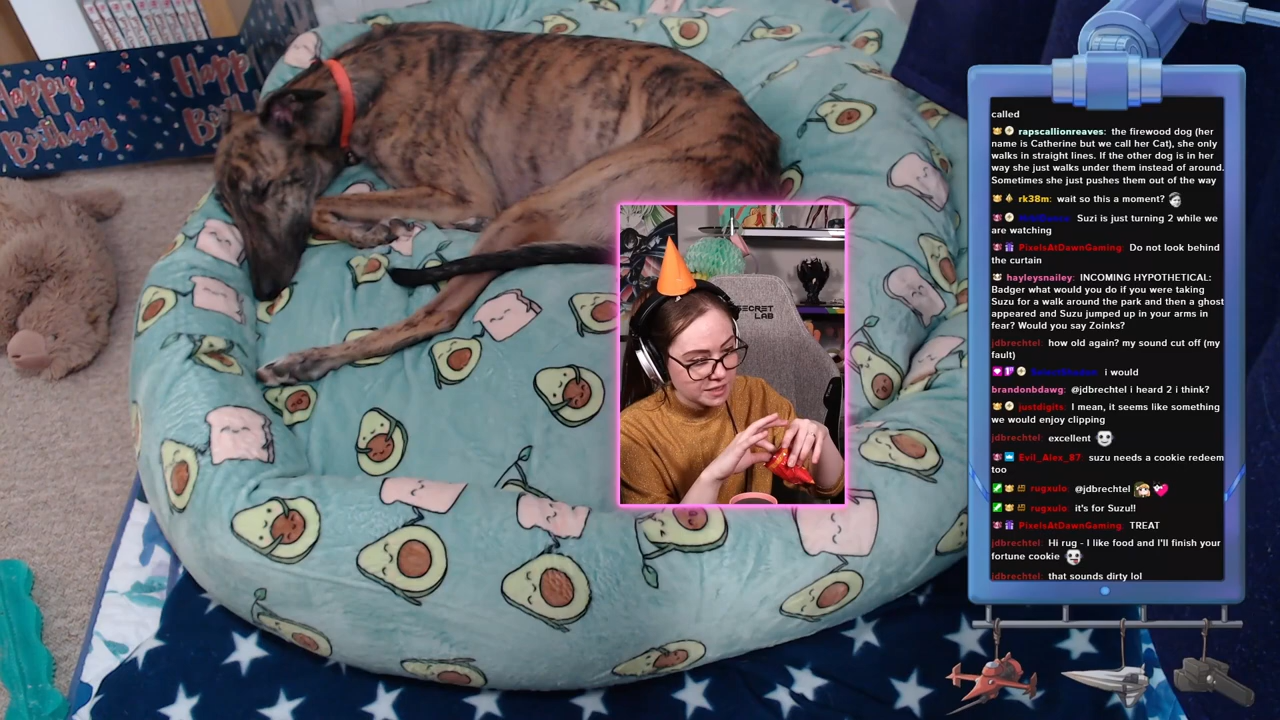 Happy
Birthday
Happy
SECRET
LAB
called
rapscallionreaves: the firewood dog (her
name is Catherine but we call her Cat), she only
walks in straight lines. If the other dog is in her
way she just walks under them instead of around.
Sometimes she just pushes them out of the way
rk38m: wait so this a moment?
Suzi is just turning 2 while we
are watching
PixelsAtDawnGaming: Do not look behind
the curtain
hayleysnailey: INCOMING HYPOTHETICAL:
Badger what would you do if you were taking
Suzu for a walk around the park and then a ghost
appeared and Suzu jumped up in your arms in
fear? Would you say Zoinks?
jdbrechtel: how old again? my sound cut off (my
fault)
i would
brandonbdawg: @jdbrechtel i heard 2 i think?
justdigits: I mean, it seems like something
we would enjoy clipping
jdbrechtel: excellent
Evil_Alex_87: suzu needs a cookie redeem
too
rugxulo: @jdbrechtel
rugxulo: it's for Suzu!!
PixelsAtDawnGaming: TREAT
jdbrechtel: Hi rug - I like food and I'll finish your
fortune cookie
jdbrechtel: that sounds dirty lol